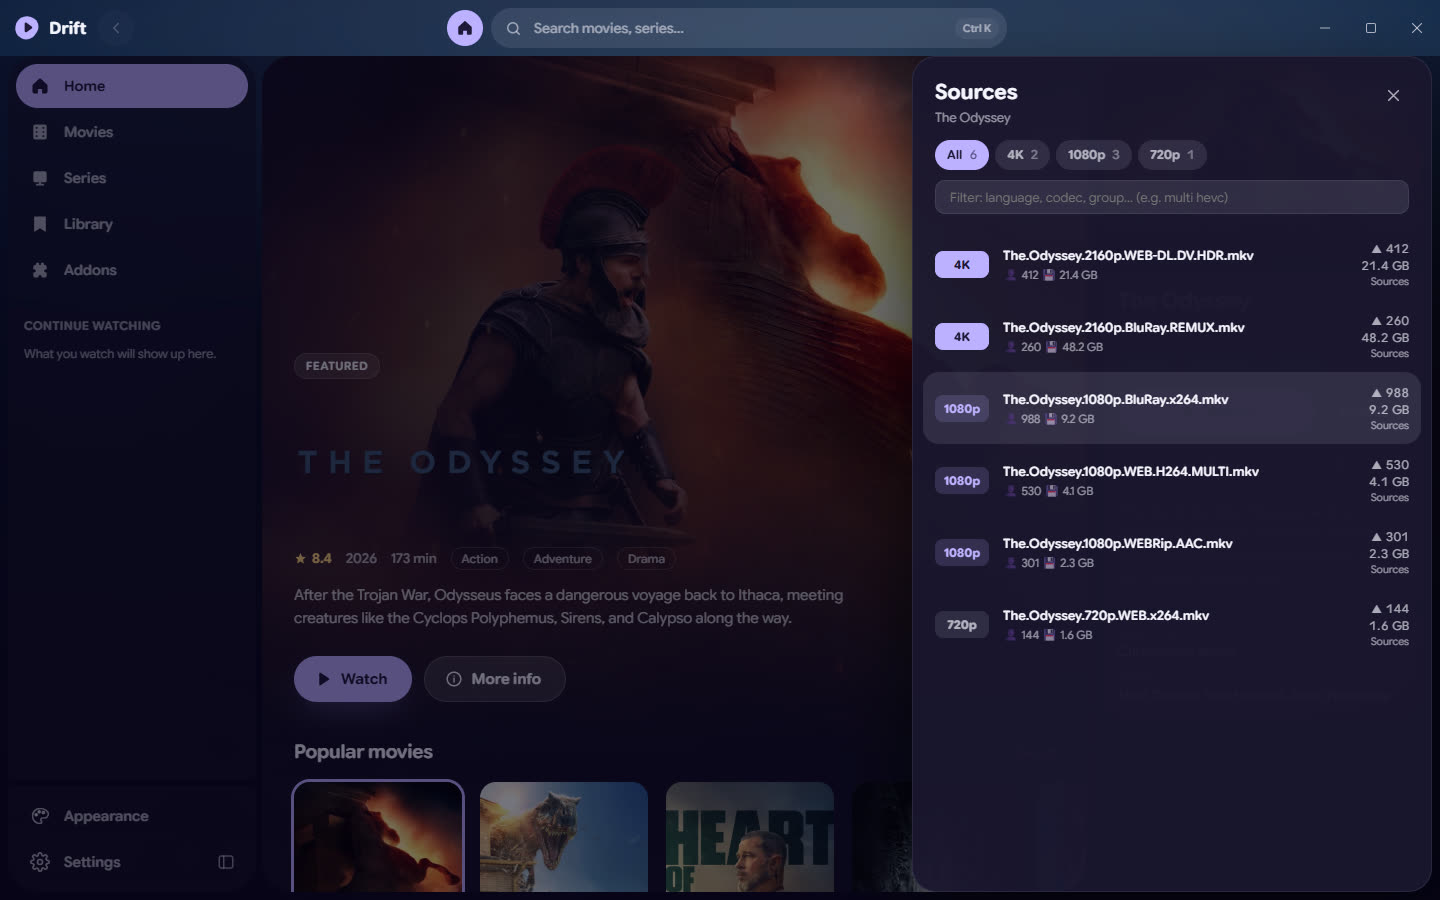 Drift
Search movies, series...
Ctrl K
Home
Movies
Series
Library
Addons
CONTINUE WATCHING
What you watch will show up here.
Appearance
Settings
FEATURED
THE ODYSSEY
★ 8.4 2026 173 min Action Adventure Drama
After the Trojan War, Odysseus faces a dangerous voyage back to Ithaca, meeting
creatures like the Cyclops Polyphemus, Sirens, and Calypso along the way.
Watch
More info
Popular movies
HEART
OF
Sources
The Odyssey
All 6 4K 2 1080p 3 720p 1
Filter: language, codec, group... (e.g. multi hevc)
4K
The.Odyssey.2160p.WEB-DL.DV.HDR.mkv
👤 412 💾 21.4 GB
▲ 412
21.4 GB
Sources
4K
The.Odyssey.2160p.BluRay.REMUX.mkv
👤 260 💾 48.2 GB
▲ 260
48.2 GB
Sources
1080p
The.Odyssey.1080p.BluRay.x264.mkv
👤 988 💾 9.2 GB
▲ 988
9.2 GB
Sources
1080p
The.Odyssey.1080p.WEB.H264.MULTI.mkv
👤 530 💾 4.1 GB
▲ 530
4.1 GB
Sources
1080p
The.Odyssey.1080p.WEBRip.AAC.mkv
👤 301 💾 2.3 GB
▲ 301
2.3 GB
Sources
720p
The.Odyssey.720p.WEB.x264.mkv
👤 144 💾 1.6 GB
▲ 144
1.6 GB
Sources